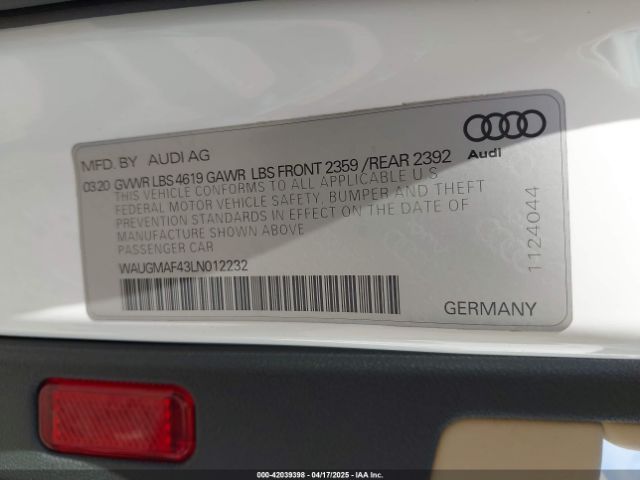 MFD. BY AUDI AG
03.20 GVWR LBS 4619 GAWR LBS FRONT 2359 /REAR 2392
THIS VEHICLE CONFORMS TO ALL APPLICABLE U S
FEDERAL MOTOR VEHICLE SAFETY, BUMPER AND THEFT
PREVENTION STANDARDS IN EFFECT ON THE DATE OF
MANUFACTURE SHOWN ABOVE
PASSENGER CAR
WAUGMAF43LN012232
Audi
1124044
GERMANY
000-42039398 - 04/17/2025 - IAA Inc.